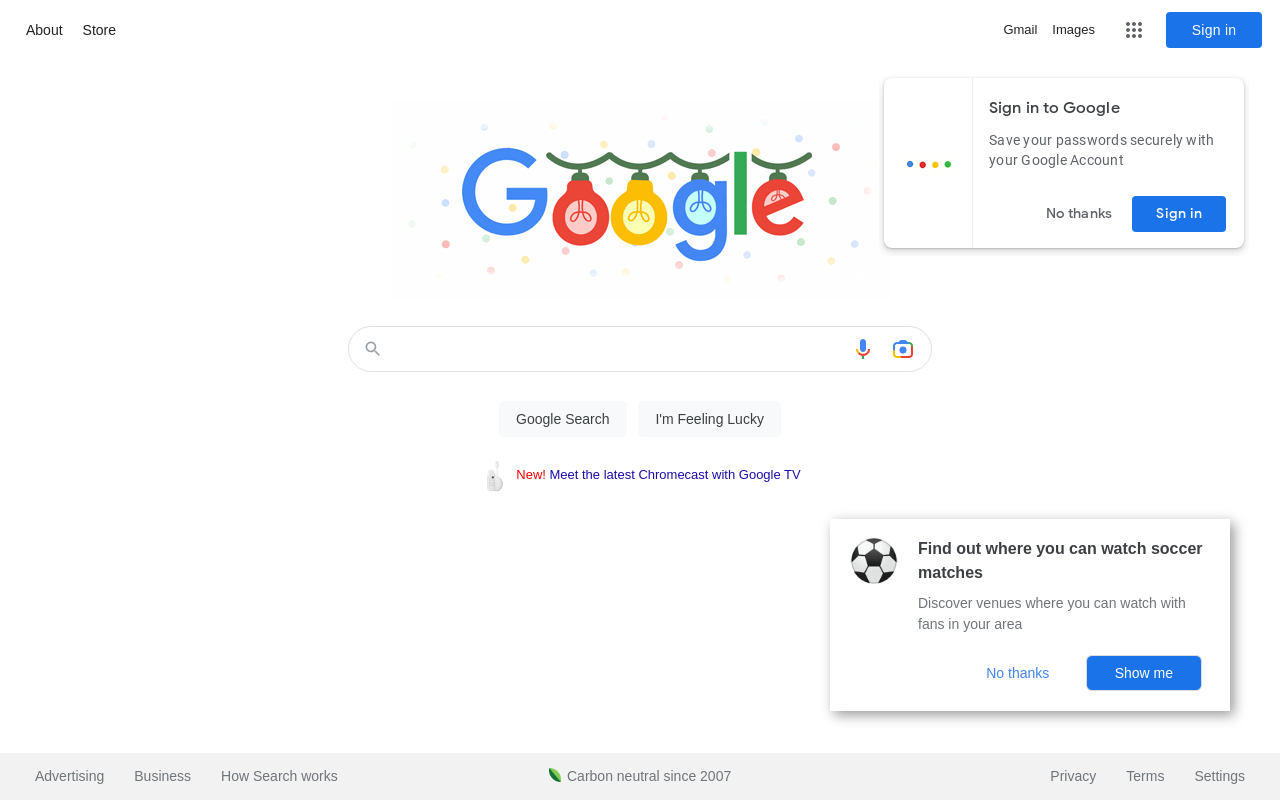 About Store
Gmail Images Sign in
Google
Sign in to Google
Save your passwords securely with
your Google Account
No thanks Sign in
Google Search I'm Feeling Lucky
New! Meet the latest Chromecast with Google TV
Find out where you can watch soccer
matches
Discover venues where you can watch with
fans in your area
No thanks Show me
Advertising Business How Search works Carbon neutral since 2007 Privacy Terms Settings